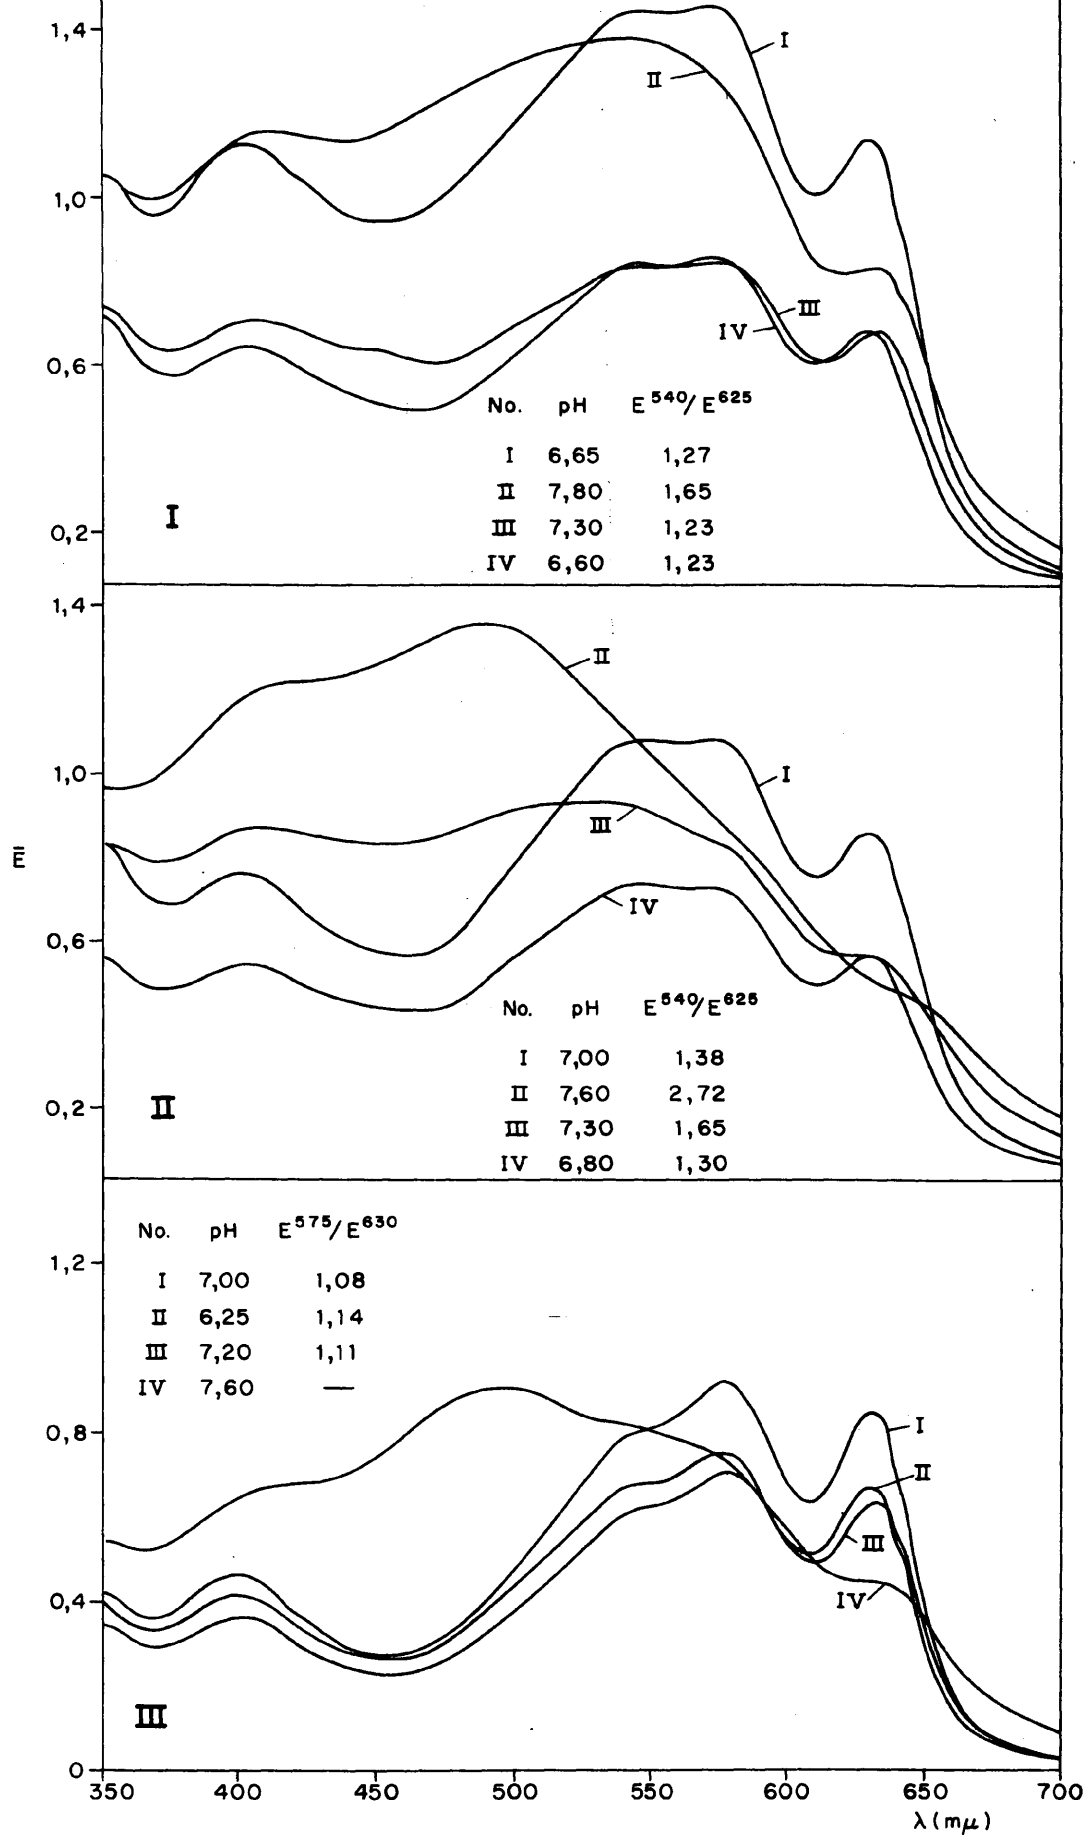 1,4
I
II
1,0
III
IV
0,6
No. pH E540/E625
I 6,65 1,27
II 7,80 1,65
III 7,30 1,23
IV 6,60 1,23
I
0,2
1,4
II
1,0
I
III
E
IV
0,6
No. pH E540/E625
I 7,00 1,38
II 7,60 2,72
III 7,30 1,65
IV 6,80 1,30
0,2
II
No. pH E575/E630
1,2
I 7,00 1,08
II 6,25 1,14
III 7,20 1,11
IV 7,60 —
0,8
I
II
III
IV
0,4
III
0
350 400 450 500 550 600 650 700
λ(mμ)